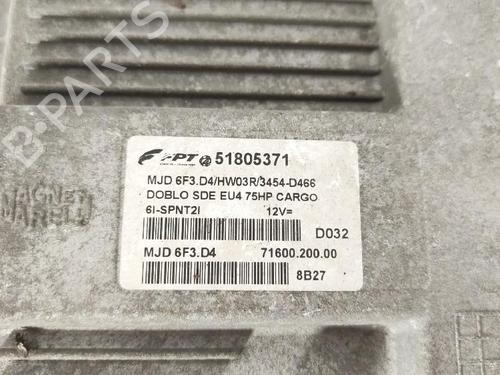 B-PARTS
FPT 51805371
MJD 6F3.D4/HW03R/3454-D466
DOBLO SDE EU4 75HP CARGO
6I-SPNT2I 12V=
D032
MAGNETI
MARELLI
MJD 6F3.D4 71600.200.00
8B27